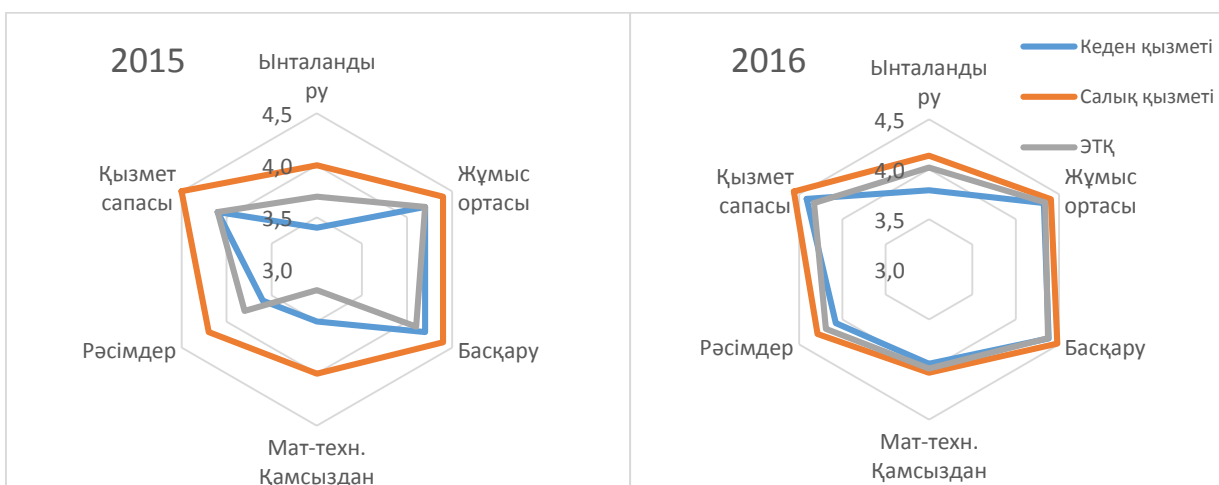 2015
Ынталанды
ру
4,5
4,0
3,5
3,0
Қызмет
сапасы
Жұмыс
ортасы
Рәсімдер
Басқару
Мат-техн.
Қамсыздан
2016
Ынталанды
ру
4,5
4,0
3,5
3,0
Қызмет
сапасы
Жұмыс
ортасы
Рәсімдер
Басқару
Мат-техн.
Қамсыздан
Кеден қызметі
Салық қызметі
ЭТҚ